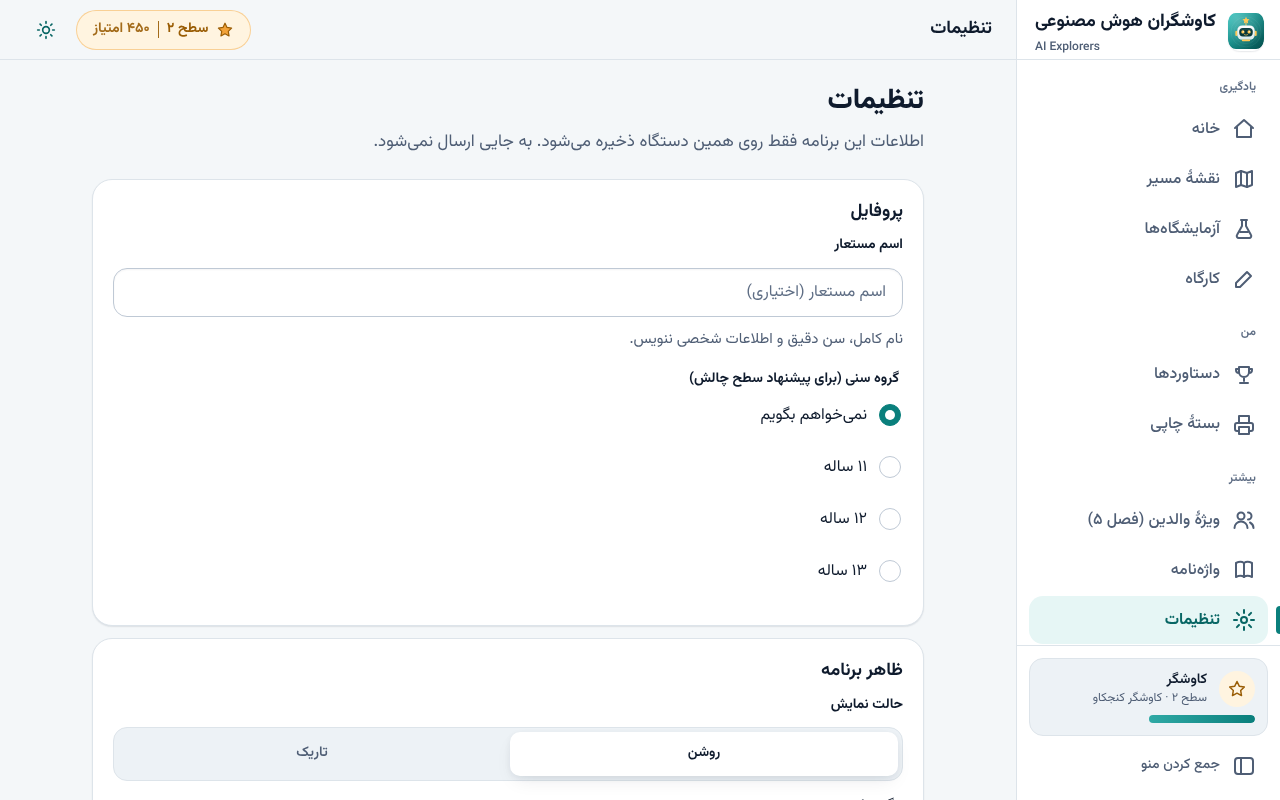 کاوشگران هوش مصنوعی
AI Explorers
یادگیری
خانه
نقشهٔ مسیر
آزمایشگاه‌ها
کارگاه
من
دستاوردها
بستهٔ چاپی
بیشتر
ویژهٔ والدین (فصل ۵)
واژه‌نامه
تنظیمات
کاوشگر
سطح ۲ · کاوشگر کنجکاو
جمع کردن منو
تنظیمات
سطح ۲ | ۴۵۰ امتیاز
تنظیمات
اطلاعات این برنامه فقط روی همین دستگاه ذخیره می‌شود. به جایی ارسال نمی‌شود.
پروفایل
اسم مستعار
اسم مستعار (اختیاری)
نام کامل، سن دقیق و اطلاعات شخصی ننویس.
گروه سنی (برای پیشنهاد سطح چالش)
نمی‌خواهم بگویم
۱۱ ساله
۱۲ ساله
۱۳ ساله
ظاهر برنامه
حالت نمایش
روشن
تاریک